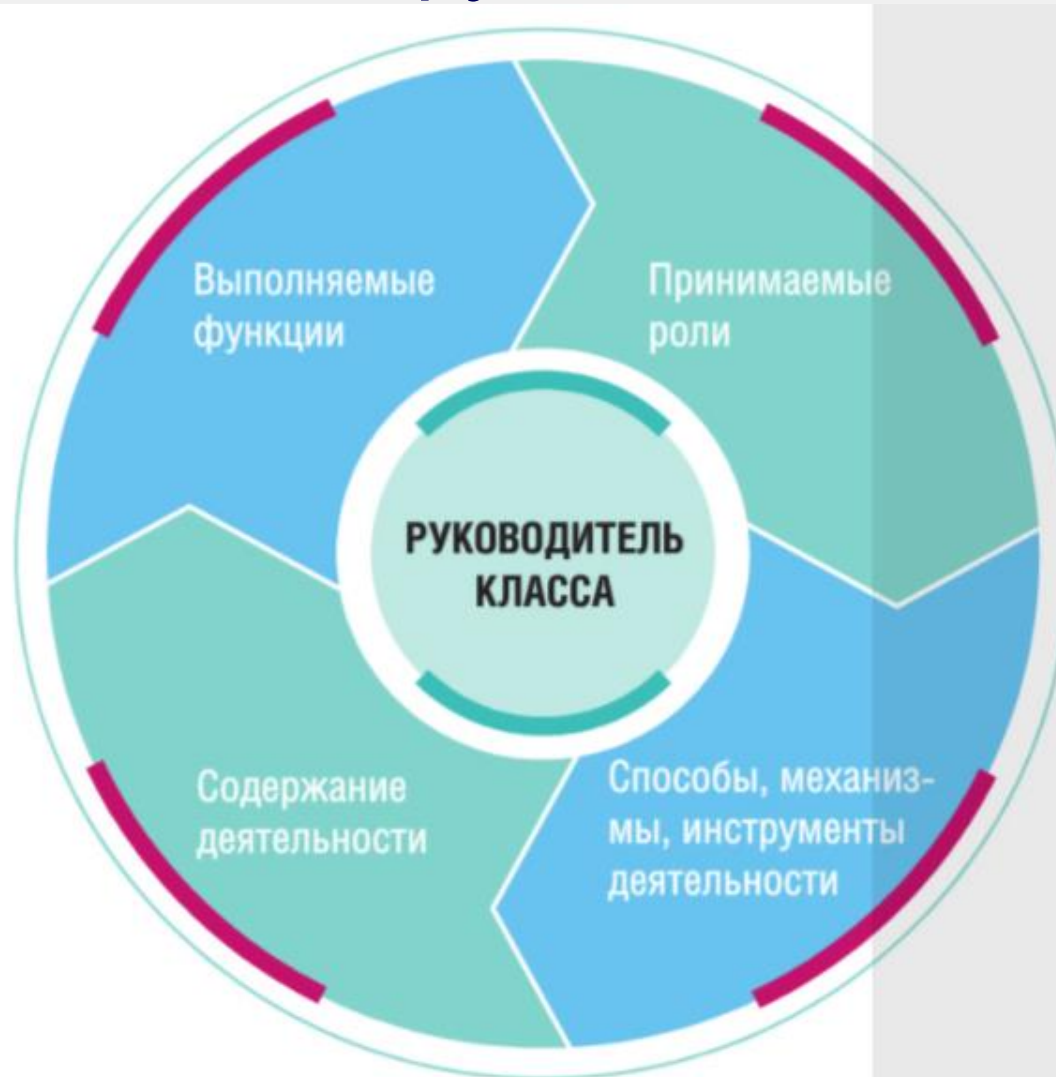 Выполняемые
функции
Принимаемые
роли
РУКОВОДИТЕЛЬ
КЛАССА
Содержание
деятельности
Способы, механиз-
мы, инструменты
деятельности